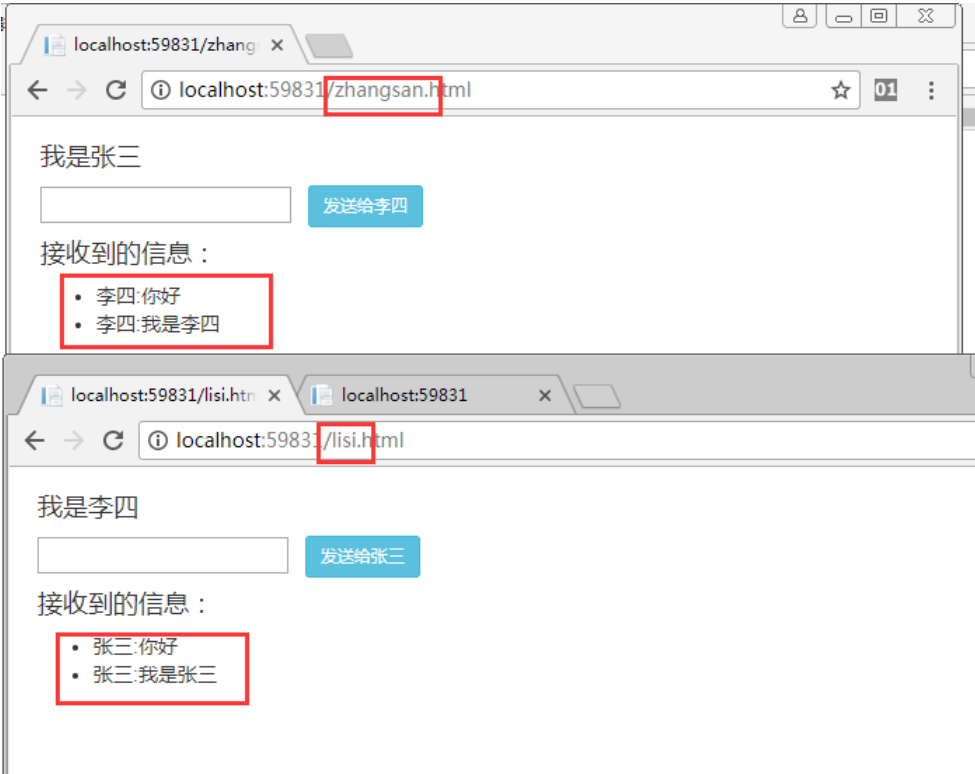 localhost:59831/zhang
localhost:59831/zhangsan.html
01
我是张三
发送给李四
接收到的信息：
李四:你好
李四:我是李四
localhost:59831/lisi.htm
localhost:59831
localhost:59831/lisi.html
我是李四
发送给张三
接收到的信息：
张三:你好
张三:我是张三